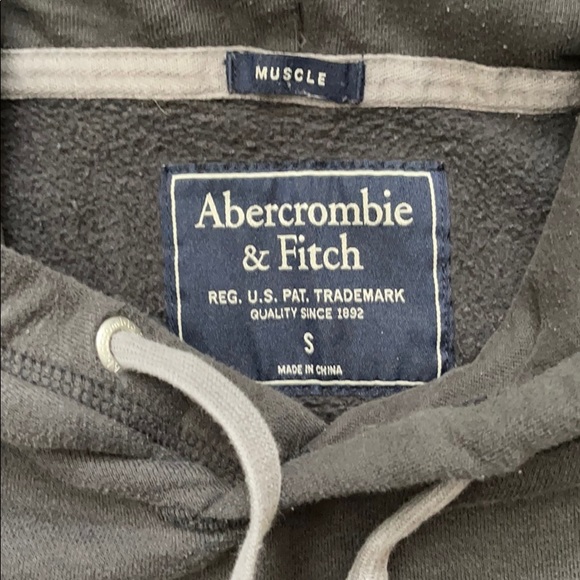 MUSCLE
Abercrombie
& Fitch
REG. U.S. PAT. TRADEMARK
QUALITY SINCE 1892
S
MADE IN CHINA